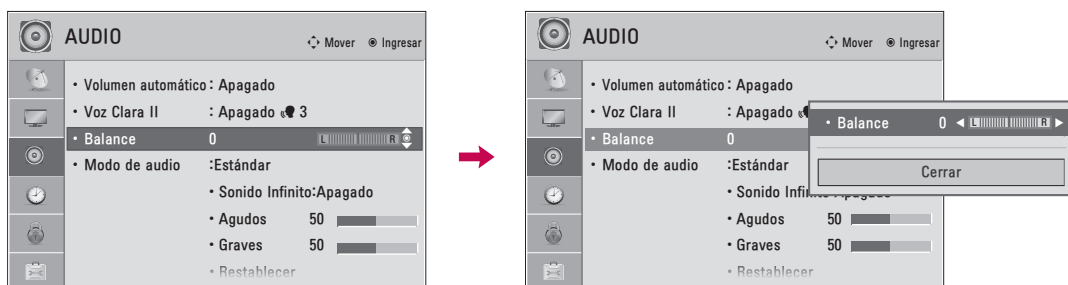 AUDIO
Mover Ingresar
• Volumen automático : Apagado
• Voz Clara II : Apagado 3
• Balance 0 L R
• Modo de audio :Estándar
• Sonido Infinito:Apagado
• Agudos 50
• Graves 50
• Restablecer
AUDIO
Mover Ingresar
• Volumen automático : Apagado
• Voz Clara II : Apagado
• Balance 0
• Modo de audio :Estándar
• Sonido Infinito:Apagado
• Agudos 50
• Graves 50
• Restablecer
• Balance 0 ◀ L R ▶
Cerrar